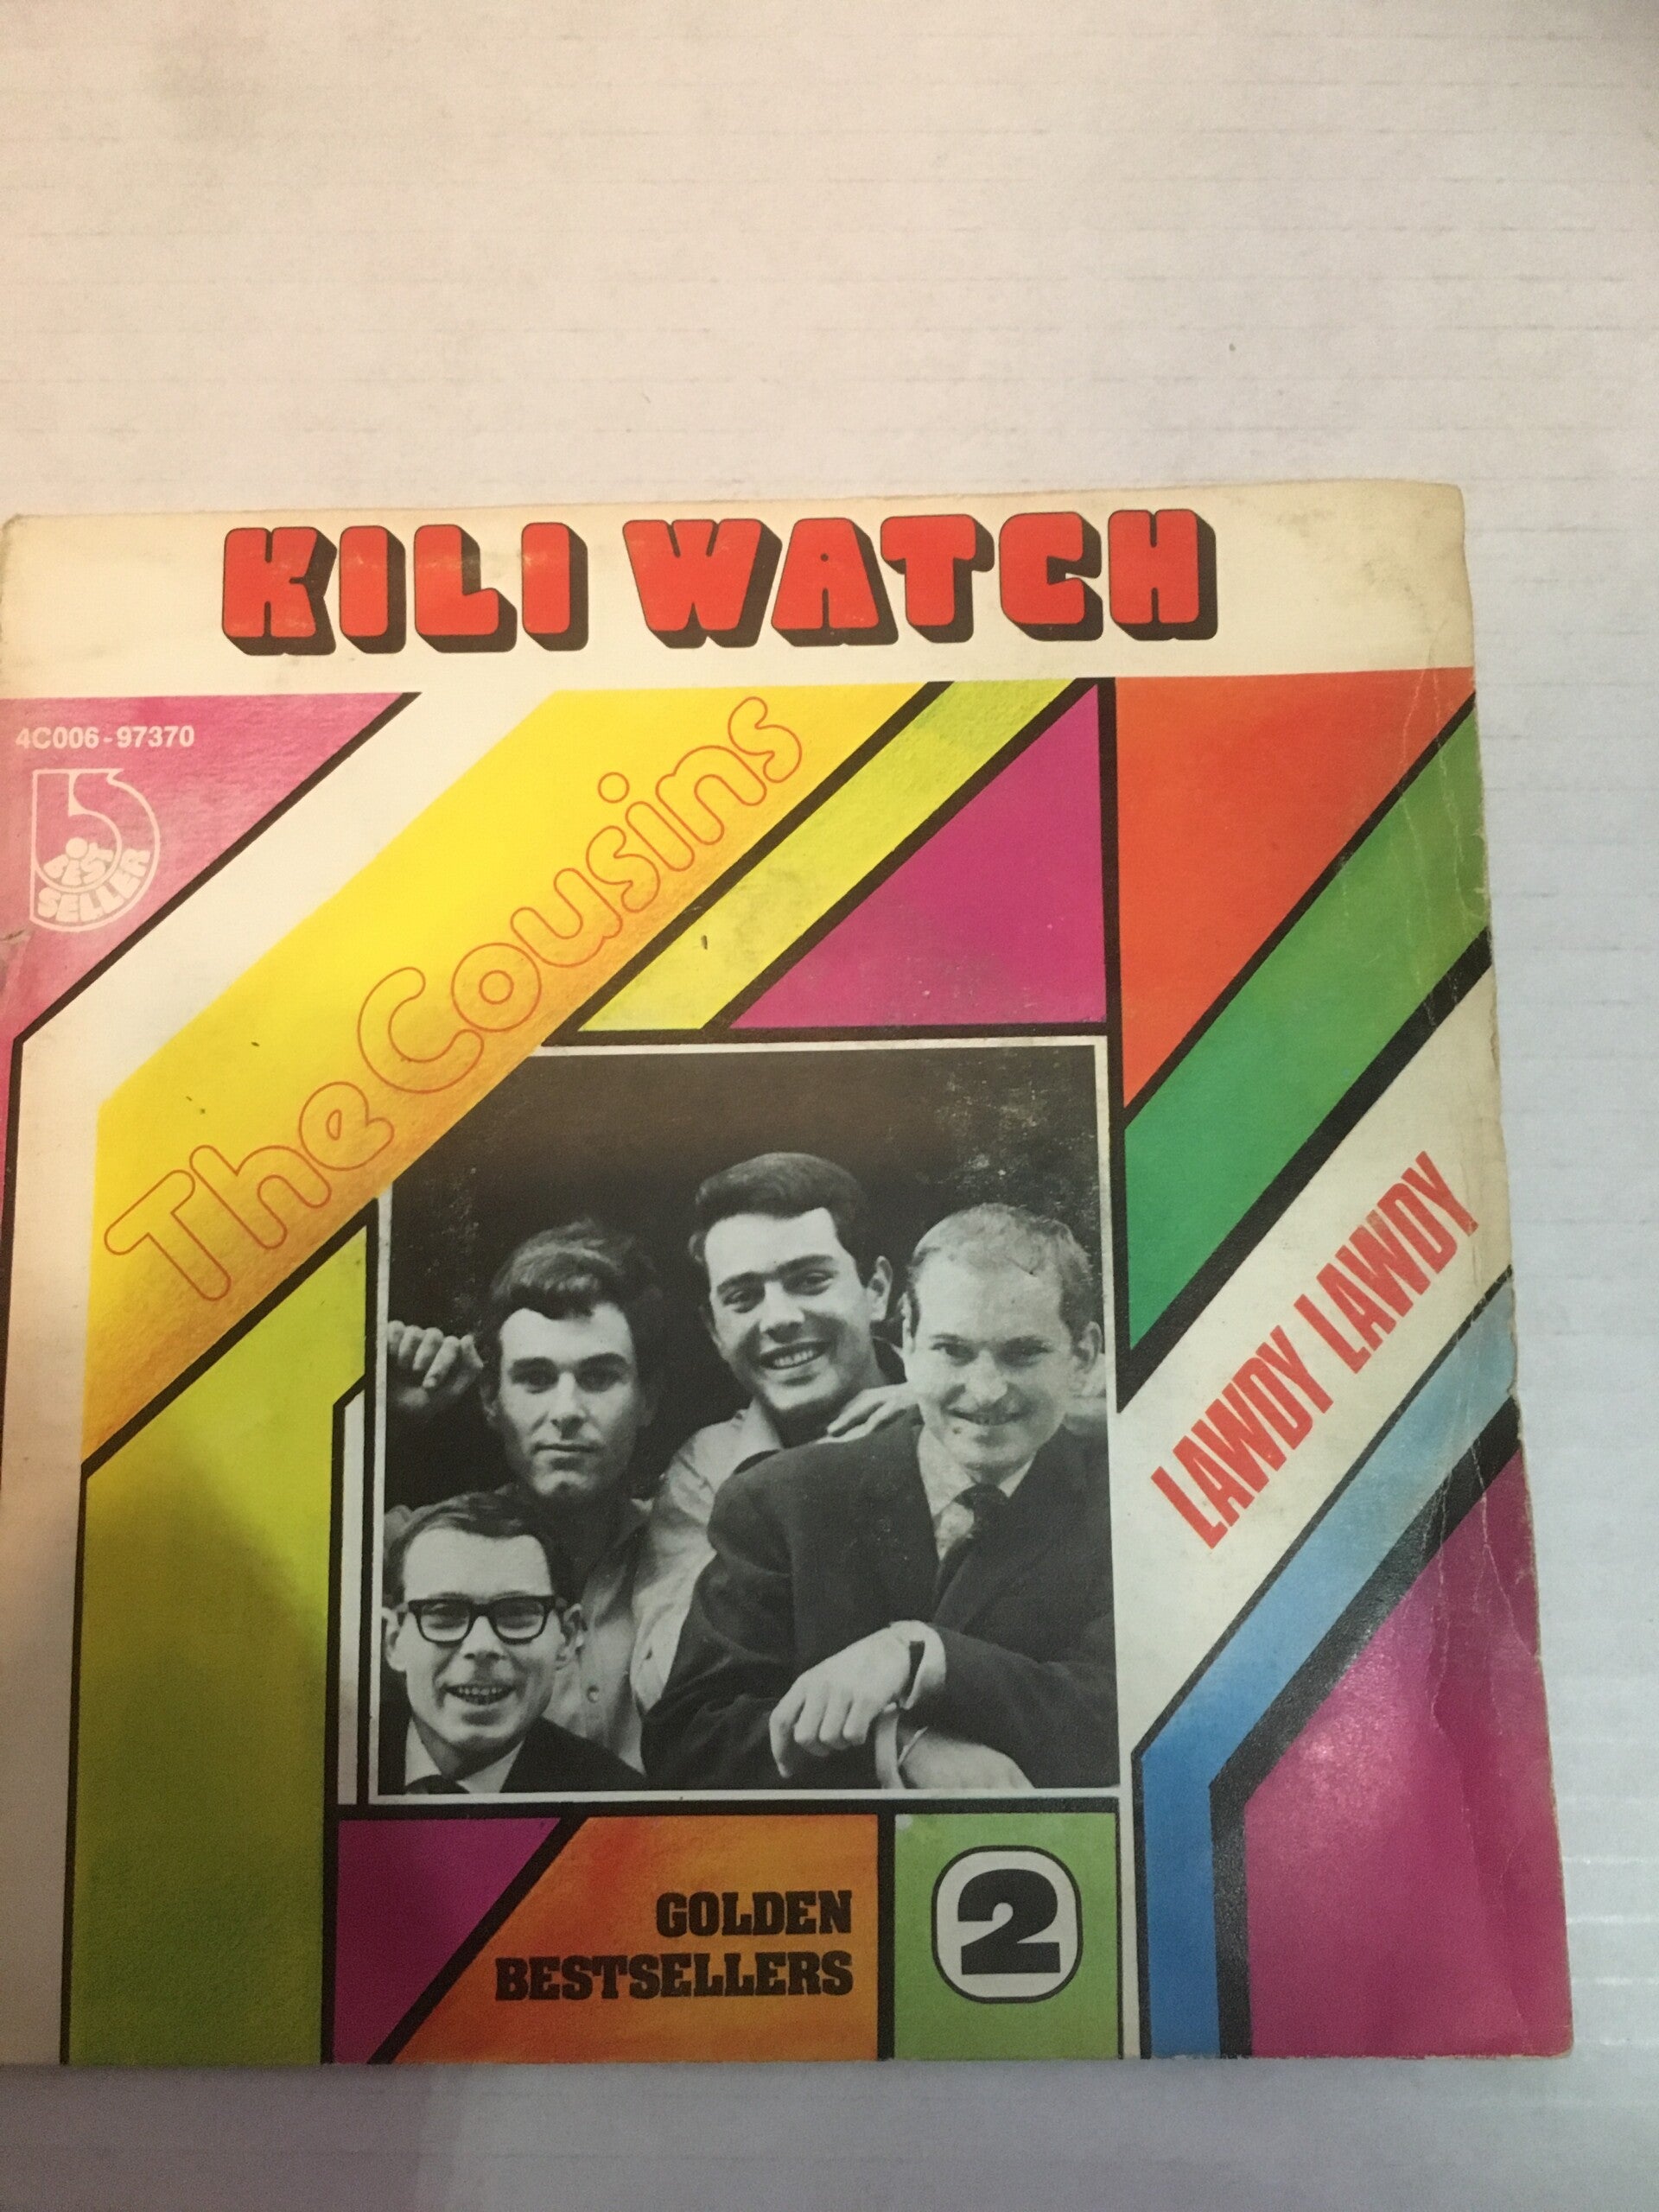 KILI WATCH
4C006-97370
BEST
SELLER
The Cousins
LAWDY LAWDY
GOLDEN
BESTSELLERS
2